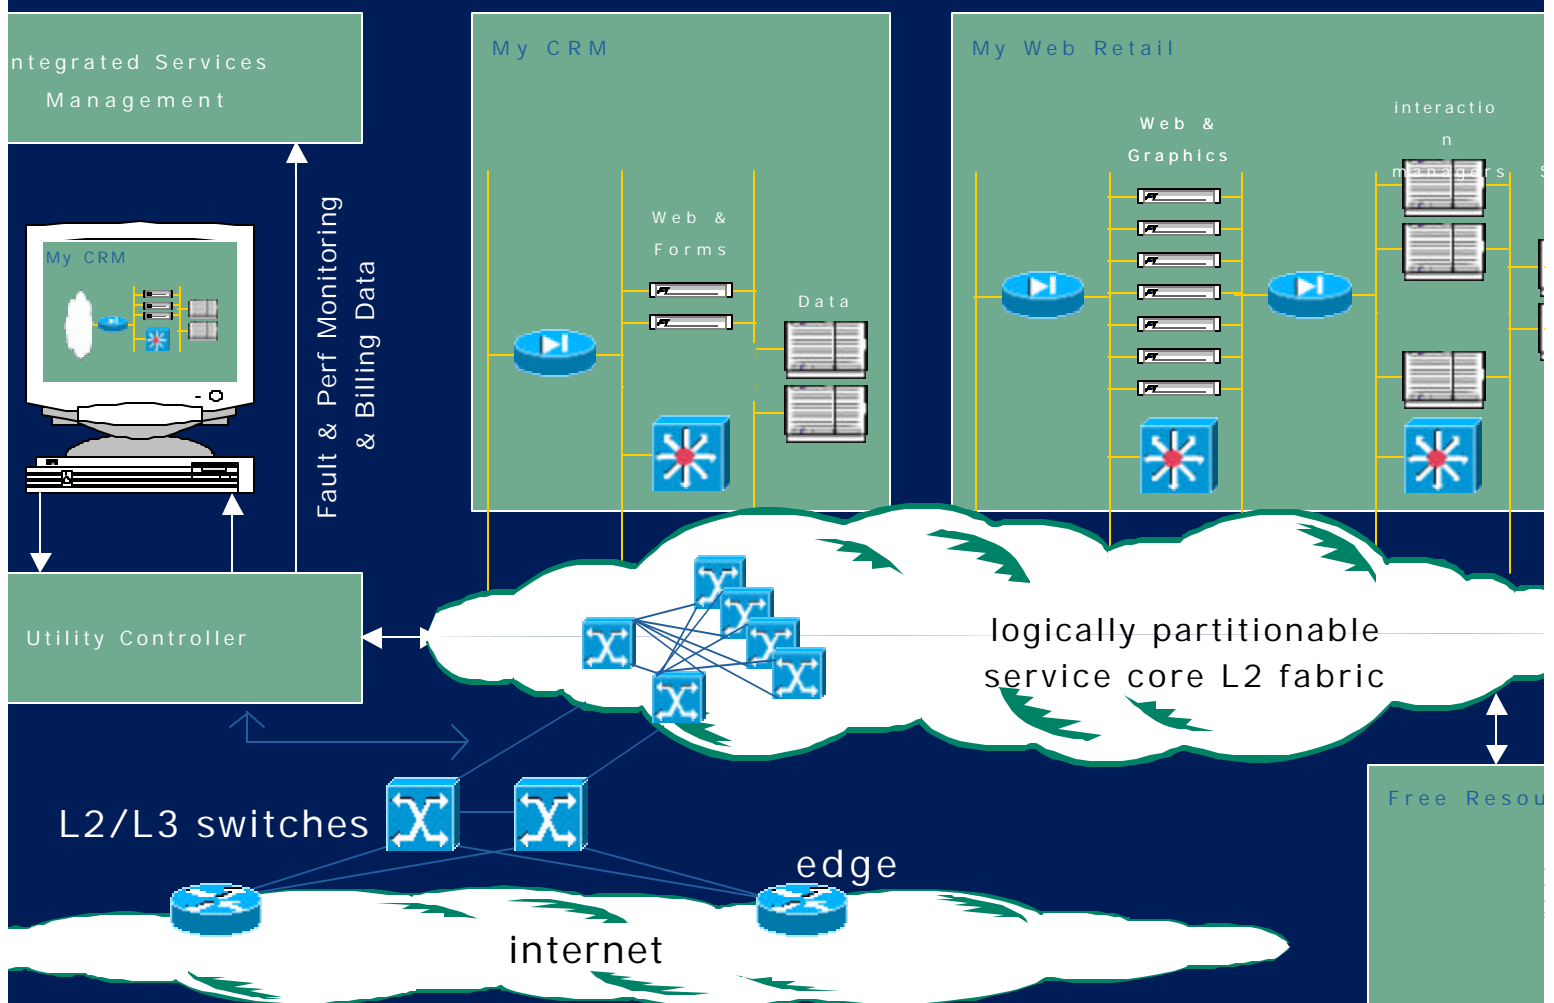 ntegrated Services
Management
My CRM
My Web Retail
interactio
n
managers
Web &
Graphics
Web &
Forms
Data
My CRM
Fault & Perf Monitoring
& Billing Data
Utility Controller
logically partitionable
service core L2 fabric
L2/L3 switches
edge
internet
Free Resou